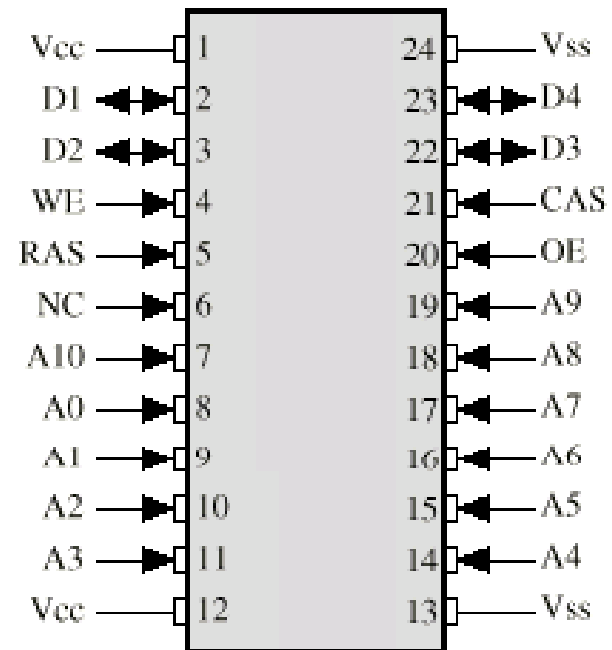 Vcc 1 24 Vss
D1 2 23 D4
D2 3 22 D3
WE 4 21 CAS
RAS 5 20 OE
NC 6 19 A9
A10 7 18 A8
A0 8 17 A7
A1 9 16 A6
A2 10 15 A5
A3 11 14 A4
Vcc 12 13 Vss